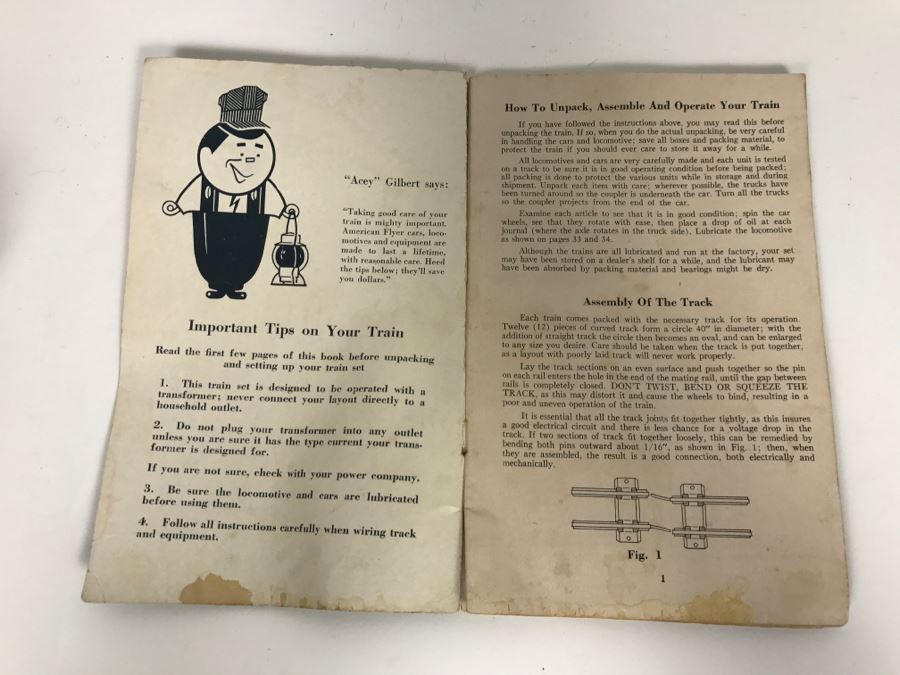 "Acey" Gilbert says:
"Taking good care of your
train is mighty important.
American Flyer cars, loco-
motives and equipment are
made to last a lifetime,
with reasonable care. Heed
the tips below; they'll save
you dollars."
Important Tips on Your Train
Read the first few pages of this book before unpacking
and setting up your train set
1. This train set is designed to be operated with a
transformer; never connect your layout directly to a
household outlet.
2. Do not plug your transformer into any outlet
unless you are sure it has the type current your trans-
former is designed for.
If you are not sure, check with your power company.
3. Be sure the locomotive and cars are lubricated
before using them.
4. Follow all instructions carefully when wiring track
and equipment.
How To Unpack, Assemble And Operate Your Train
If you have followed the instructions above, you may read this before
unpacking the train. If so, when you do the actual unpacking, be very careful
in handling the cars and locomotive; save all boxes and packing material, to
protect the train if you should ever care to store it away for a while.
All locomotives and cars are very carefully made and each unit is tested
on a track to be sure it is in good operating condition before being packed;
all packing is done to protect the various units while in storage and during
shipment. Unpack each item with care; wherever possible, the trucks have
been turned around so the coupler is underneath the car. Turn all the trucks
so the coupler projects from the end of the car.
Examine each article to see that it is in good condition; spin the car
wheels, see that they rotate with ease, then place a drop of oil at each
journal (where the axle rotates in the truck side). Lubricate the locomotive
as shown on pages 33 and 34.
Although the trains are all lubricated and run at the factory, your set
may have been stored on a dealer's shelf for a while, and the lubricant may
have been absorbed by packing material and bearings might be dry.
Assembly Of The Track
Each train comes packed with the necessary track for its operation.
Twelve (12) pieces of curved track form a circle 40" in diameter; with the
addition of straight track the circle then becomes an oval, and can be enlarged
to any size you desire. Care should be taken when the track is put together,
as a layout with poorly laid track will never work properly.
Lay the track sections on an even surface and push together so the pin
on each rail enters the hole in the end of the mating rail, until the gap between
rails is completely closed. DON'T TWIST, BEND OR SQUEEZE THE
TRACK, as this may distort it and cause the wheels to bind, resulting in a
poor and uneven operation of the train.
It is essential that all the track joints fit together tightly, as this insures
a good electrical circuit and there is less chance for a voltage drop in the
track. If two sections of track fit together loosely, this can be remedied by
bending both pins outward about 1/16", as shown in Fig. 1; then, when
they are assembled, the result is a good connection, both electrically and
mechanically.
Fig. 1
1